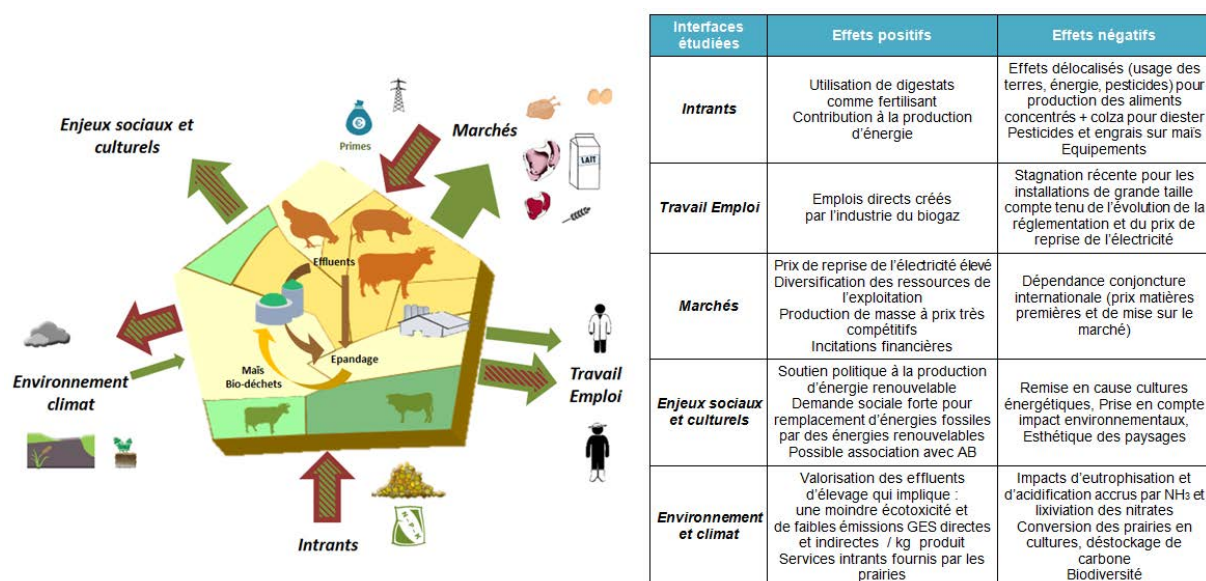 Enjeux sociaux et
culturels
Primes
Marchés
LAIT
Effluents
Maïs
Bio-déchets
Epandage
Environnement
climat
Travail
Emploi
N-P-K
Intrants
Interfaces
étudiées
Effets positifs
Effets négatifs
Intrants
Utilisation de digestats
comme fertilisant
Contribution à la production
d'énergie
Effets délocalisés (usage des
terres, énergie, pesticides) pour
production des aliments
concentrés + colza pour diester
Pesticides et engrais sur maïs
Equipements
Travail Emploi
Emplois directs créés
par l'industrie du biogaz
Stagnation récente pour les
installations de grande taille
compte tenu de l'évolution de la
réglementation et du prix de
reprise de l'électricité
Marchés
Prix de reprise de l'électricité élevé
Diversification des ressources de
l'exploitation
Production de masse à prix très
compétitifs
Incitations financières
Dépendance conjoncture
internationale (prix matières
premières et de mise sur le
marché)
Enjeux sociaux
et culturels
Soutien politique à la production
d'énergie renouvelable
Demande sociale forte pour
remplacement d'énergies fossiles
par des énergies renouvelables
Possible association avec AB
Remise en cause cultures
énergétiques, Prise en compte
impact environnementaux,
Esthétique des paysages
Environnement
et climat
Valorisation des effluents
d'élevage qui implique :
une moindre écotoxicité et
de faibles émissions GES directes
et indirectes / kg produit
Services intrants fournis par les
prairies
Impacts d'eutrophisation et
d'acidification accrus par NH3 et
lixiviation des nitrates
Conversion des prairies en
cultures, déstockage de
carbone
Biodiversité